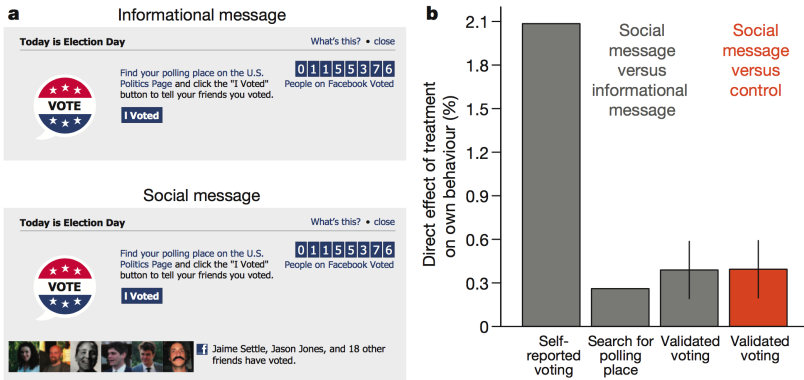 a
Informational message
Today is Election Day
What's this? • close
Find your polling place on the U.S.
Politics Page and click the "I Voted"
button to tell your friends you voted.
I Voted
VOTE
0 1 1 5 5 3 7 6
People on Facebook Voted
Social message
Today is Election Day
What's this? • close
Find your polling place on the U.S.
Politics Page and click the "I Voted"
button to tell your friends you voted.
I Voted
VOTE
0 1 1 5 5 3 7 6
People on Facebook Voted
f
Jaime Settle, Jason Jones, and 18 other
friends have voted.
b
Direct effect of treatment
on own behaviour (%)
2.1
1.8
1.5
1.2
0.9
0.6
0.3
0
Social
message
versus
informational
message
Social
message
versus
control
Self-
reported
voting
Search for
polling
place
Validated
voting
Validated
voting